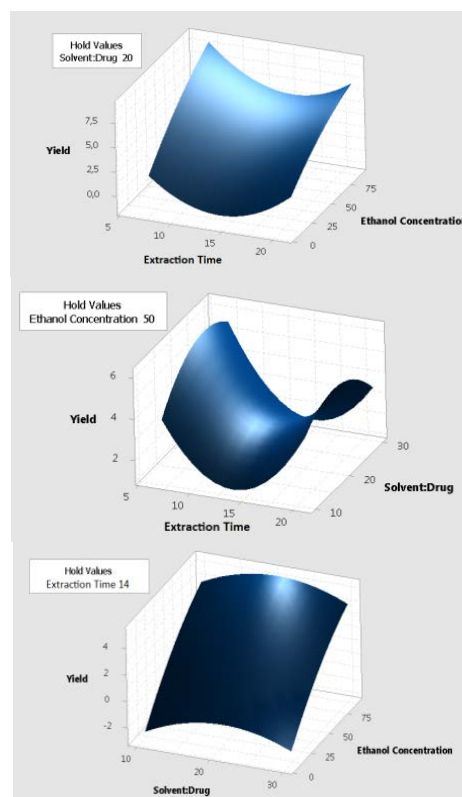 Hold Values
Solvent:Drug 20
7,5
Yield 5,0
2,5
0,0
5
10
15
20
Extraction Time
0
25
50
75
Ethanol Concentration
Hold Values
Ethanol Concentration 50
6
Yield 4
2
5
10
15
20
Extraction Time
10
20
30
Solvent:Drug
Hold Values
Extraction Time 14
4
2
Yield
0
-2
10
20
30
Solvent:Drug
0
25
50
75
Ethanol Concentration